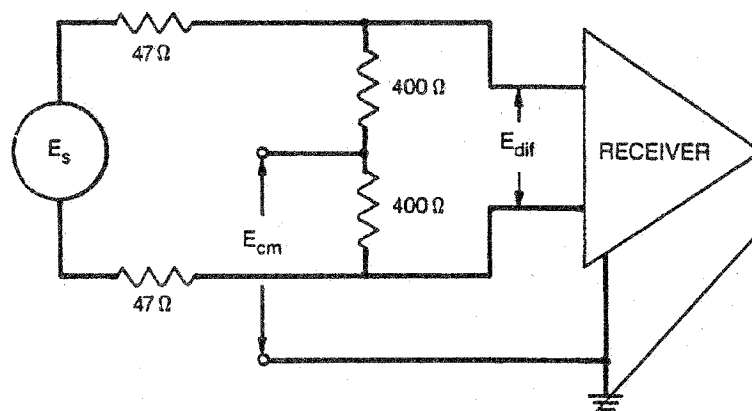 47 Ω
400 Ω
E_s
E_dif
RECEIVER
400 Ω
E_cm
47 Ω